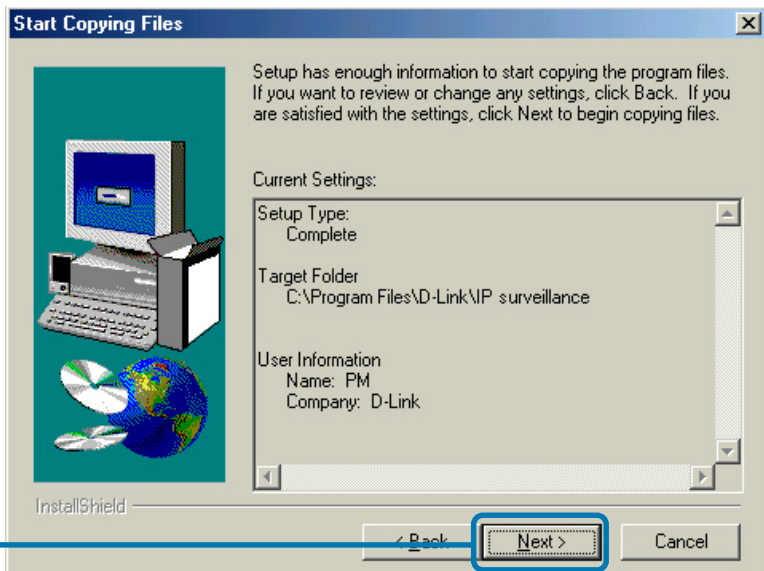 Start Copying Files
Setup has enough information to start copying the program files.
If you want to review or change any settings, click Back. If you
are satisfied with the settings, click Next to begin copying files.
Current Settings:
Setup Type:
Complete
Target Folder
C:\Program Files\D-Link\IP surveillance
User Information
Name: PM
Company: D-Link
InstallShield
< Back
Next >
Cancel